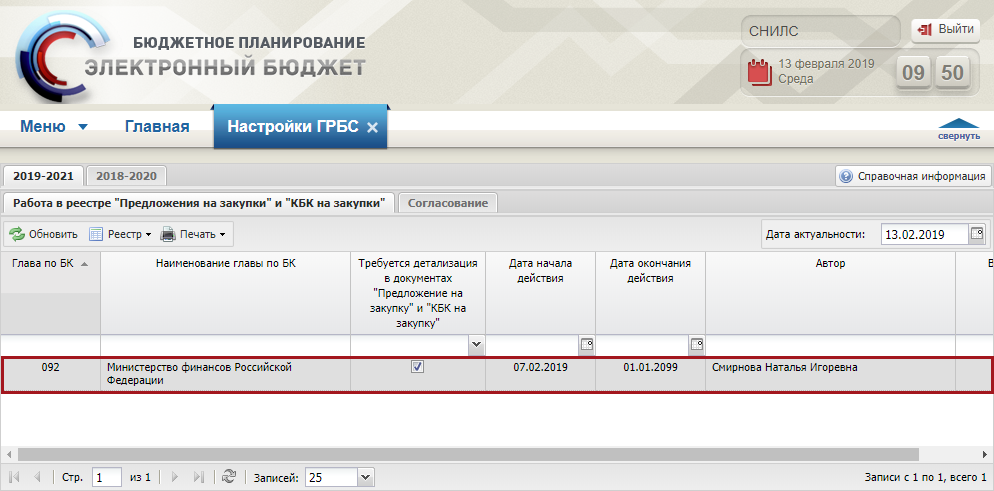 БЮДЖЕТНОЕ ПЛАНИРОВАНИЕ
ЭЛЕКТРОННЫЙ БЮДЖЕТ
СНИЛС
Выйти
13 февраля 2019
Среда
09 50
Меню
Главная
Настройки ГРБС
свернуть
2019-2021
2018-2020
Справочная информация
Работа в реестре "Предложения на закупки" и "КБК на закупки"
Согласование
Обновить
Реестр
Печать
Дата актуальности:
13.02.2019
Глава по БК
Наименование главы по БК
Требуется детализация
в документах
"Предложение на
закупку" и "КБК на
закупку"
Дата начала
действия
Дата окончания
действия
Автор
В
092
Министерство финансов Российской
Федерации
07.02.2019
01.01.2099
Смирнова Наталья Игоревна
Стр.
1
из 1
Записей:
25
Записи с 1 по 1, всего 1